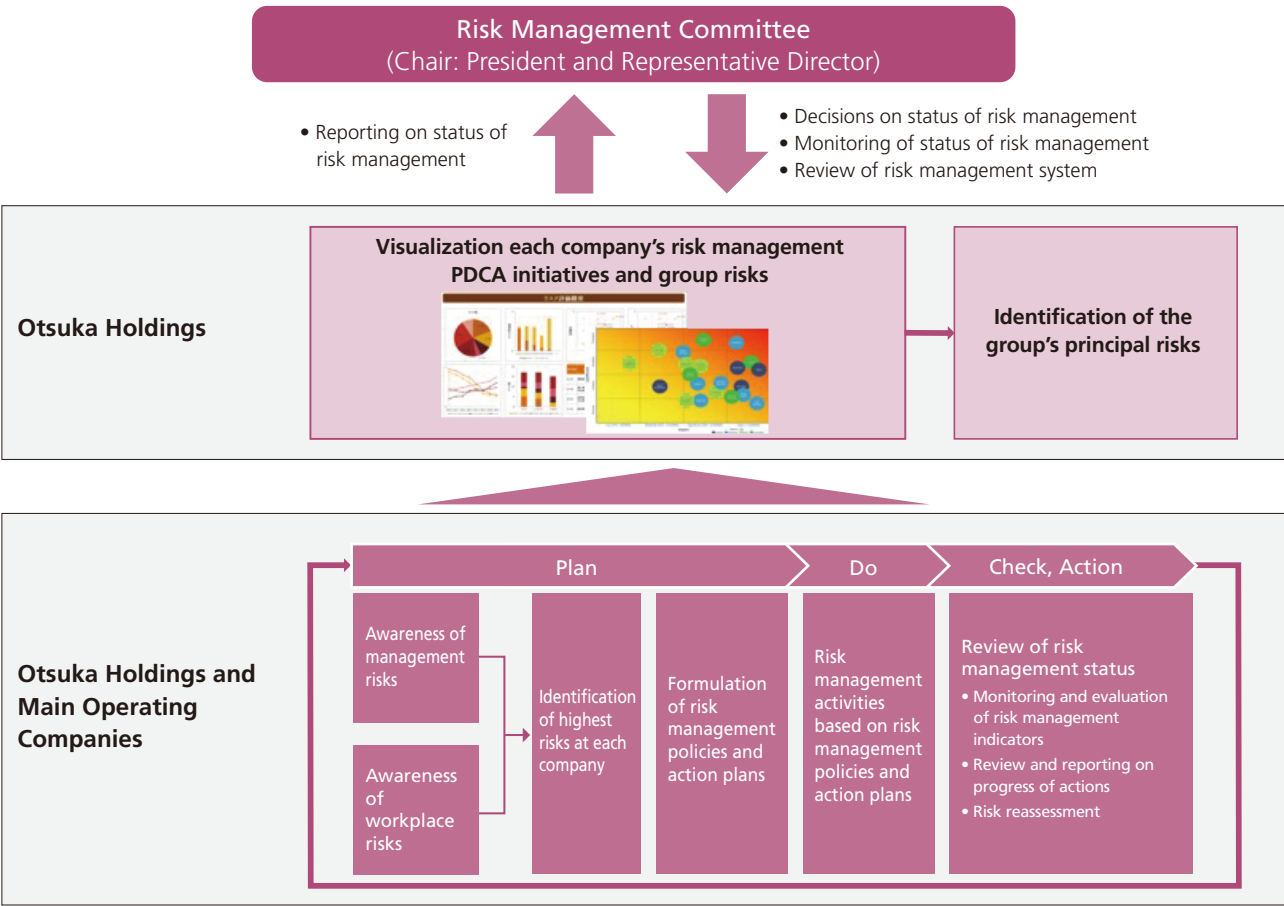 Risk Management Committee
(Chair: President and Representative Director)
• Reporting on status of
risk management
• Decisions on status of risk management
• Monitoring of status of risk management
• Review of risk management system
Otsuka Holdings
Visualization each company’s risk management
PDCA initiatives and group risks
Identification of the
group’s principal risks
Otsuka Holdings and
Main Operating
Companies
Plan
Do
Check, Action
Awareness of
management
risks
Awareness
of
workplace
risks
Identification
of highest
risks at each
company
Formulation
of risk
management
policies and
action plans
Risk
management
activities
based on risk
management
policies and
action plans
Review of risk
management status
• Monitoring and evaluation
of risk management
indicators
• Review and reporting on
progress of actions
• Risk reassessment